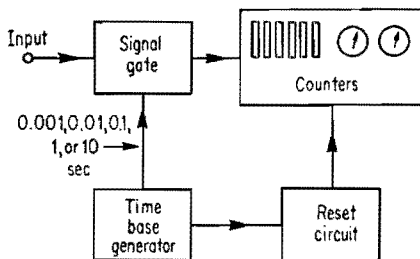 Input
Signal
gate
Counters
0.001,0.01,0.1,
1, or 10
sec
Time
base
generator
Reset
circuit